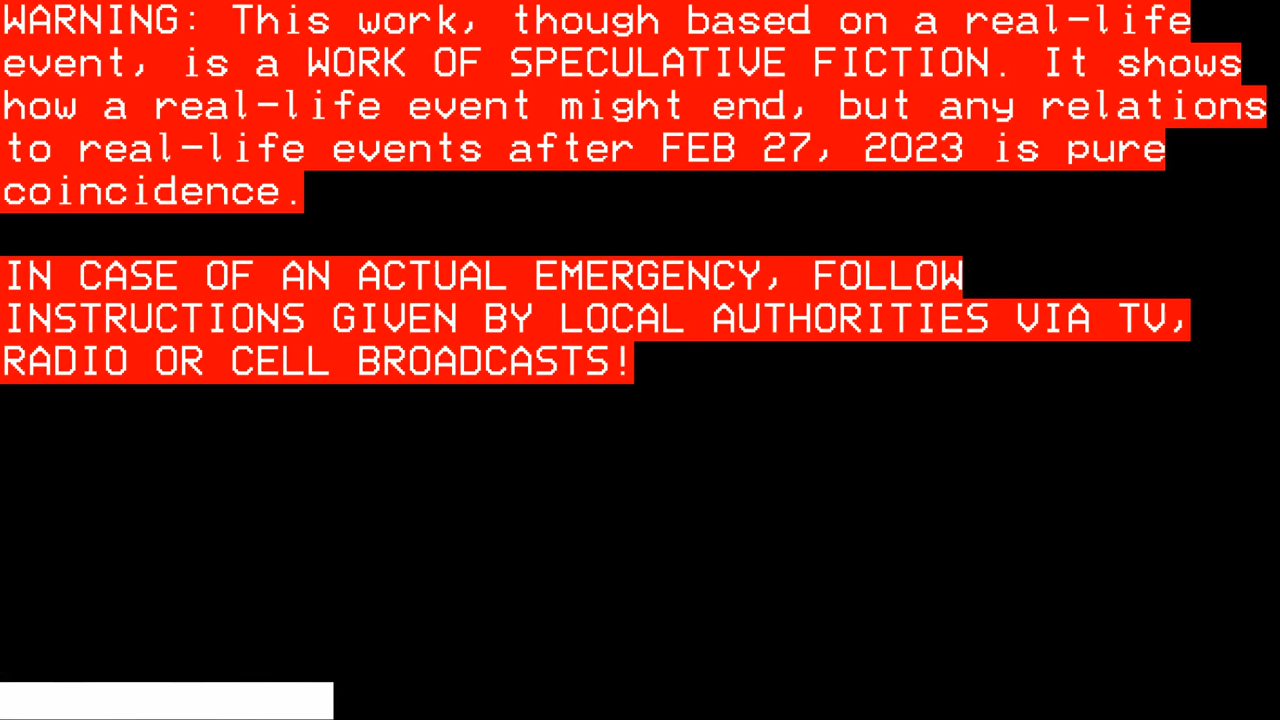 WARNING: This work, though based on a real-life
event, is a WORK OF SPECULATIVE FICTION. It shows
how a real-life event might end, but any relations
to real-life events after FEB 27, 2023 is pure
coincidence.
IN CASE OF AN ACTUAL EMERGENCY, FOLLOW
INSTRUCTIONS GIVEN BY LOCAL AUTHORITIES VIA TV,
RADIO OR CELL BROADCASTS!